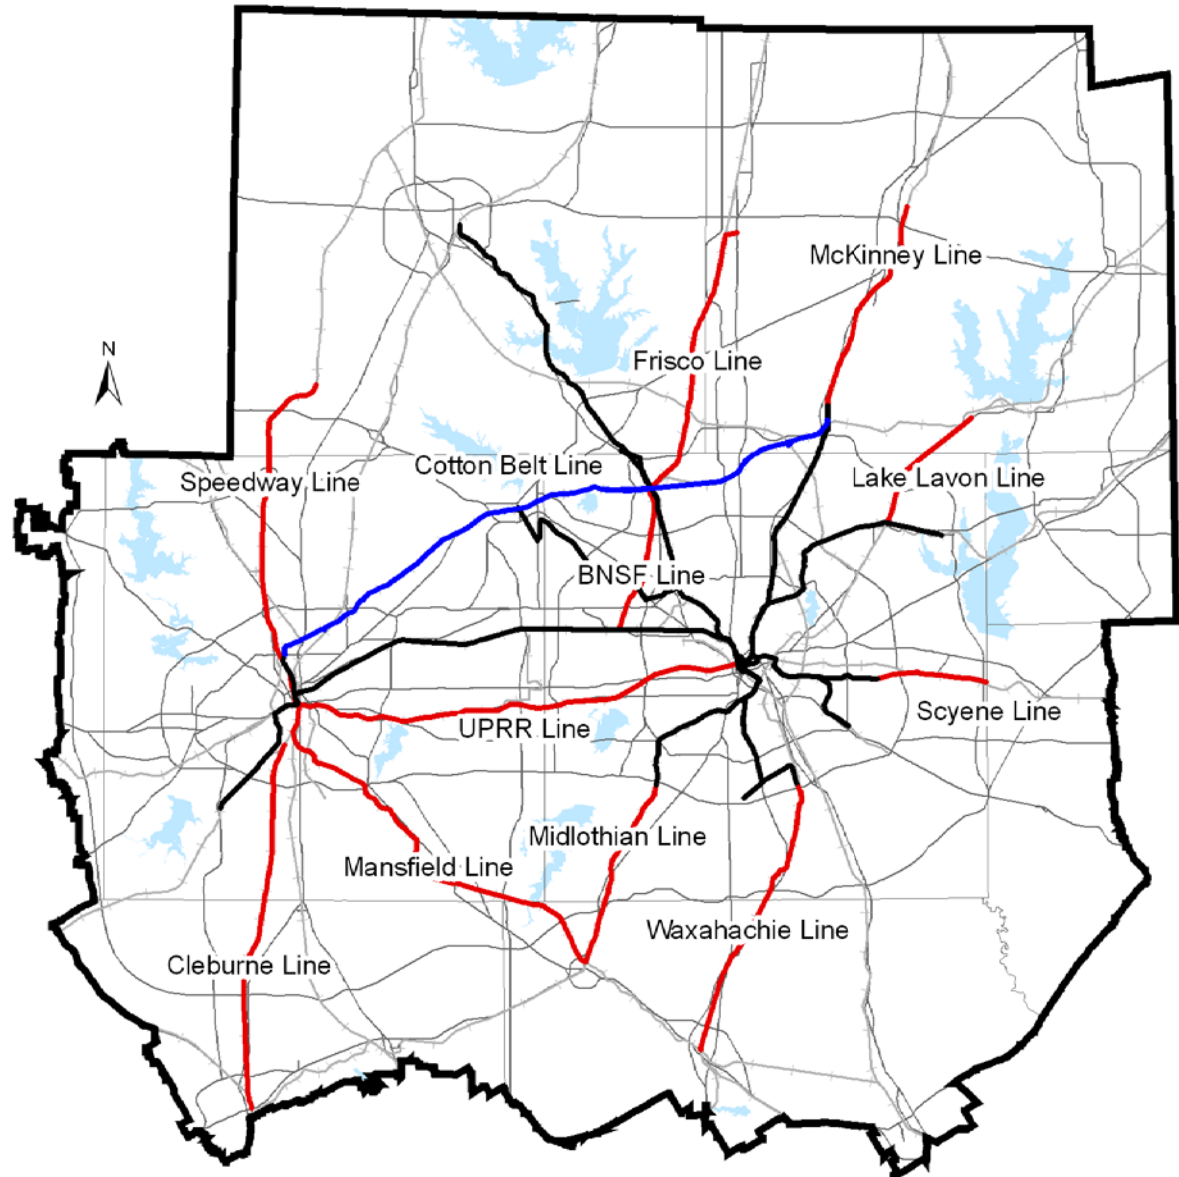 McKinney Line
N
Frisco Line
Cotton Belt Line
Speedway Line
Lake Lavon Line
BNSF Line
Scyene Line
UPRR Line
Midlothian Line
Mansfield Line
Waxahachie Line
Cleburne Line